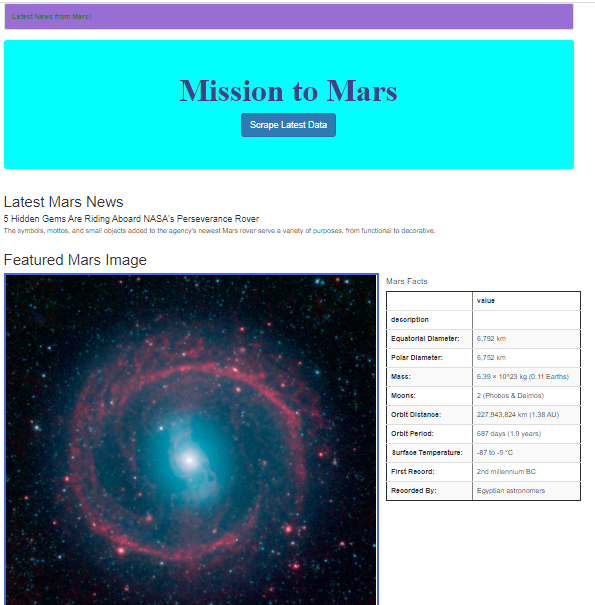 Latest News from Mars!
Mission to Mars
Scrape Latest Data
Latest Mars News
5 Hidden Gems Are Riding Aboard NASA's Perseverance Rover
The symbols, mottos, and small objects added to the agency's newest Mars rover serve a variety of purposes, from functional to decorative.
Featured Mars Image
Mars Facts
value
description
Equatorial Diameter: 6,792 km
Polar Diameter: 6,752 km
Mass: 6.39 × 10^23 kg (0.11 Earths)
Moons: 2 (Phobos & Deimos)
Orbit Distance: 227,943,824 km (1.38 AU)
Orbit Period: 687 days (1.9 years)
Surface Temperature: -87 to -5 °C
First Record: 2nd millennium BC
Recorded By: Egyptian astronomers